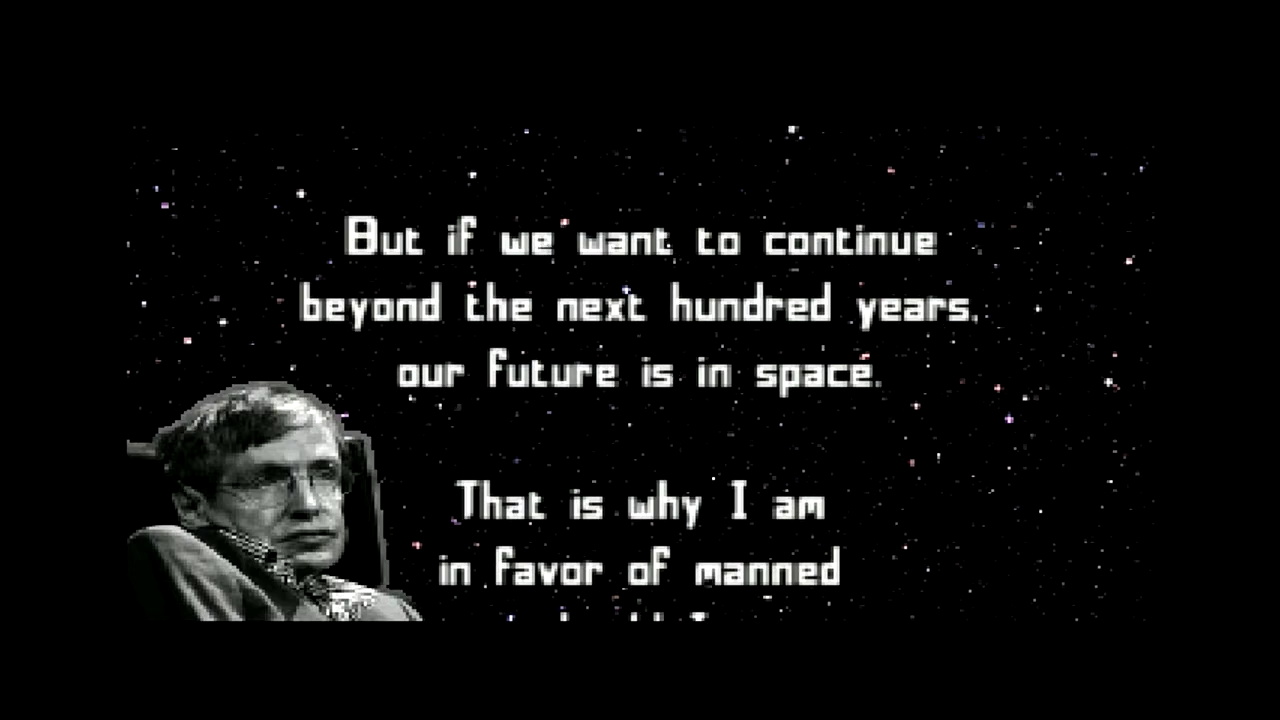 But if we want to continue
beyond the next hundred years,
our future is in space.
That is why I am
in favor of manned